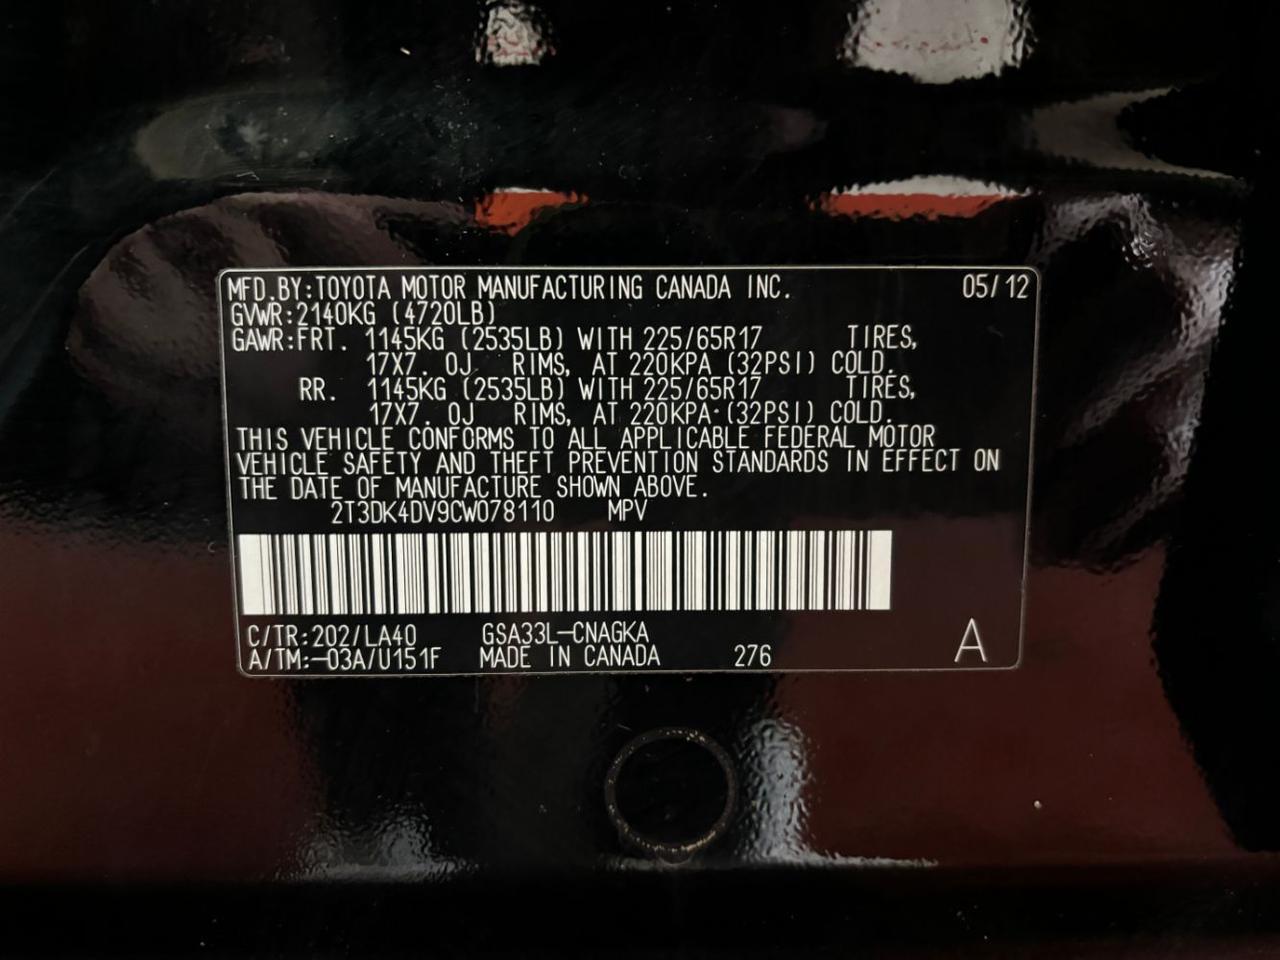 MFD.BY:TOYOTA MOTOR MANUFACTURING CANADA INC. 05/12
GVWR:2140KG (4720LB)
GAWR:FRT. 1145KG (2535LB) WITH 225/65R17 TIRES,
17X7.0J RIMS, AT 220KPA (32PSI) COLD.
RR. 1145KG (2535LB) WITH 225/65R17 TIRES,
17X7.0J RIMS, AT 220KPA (32PSI) COLD.
THIS VEHICLE CONFORMS TO ALL APPLICABLE FEDERAL MOTOR
VEHICLE SAFETY AND THEFT PREVENTION STANDARDS IN EFFECT ON
THE DATE OF MANUFACTURE SHOWN ABOVE.
2T3DK4DV9CW078110 MPV
C/TR:202/LA40 GSA33L-CNAGKA
A/TM:-03A/U151F MADE IN CANADA 276 A